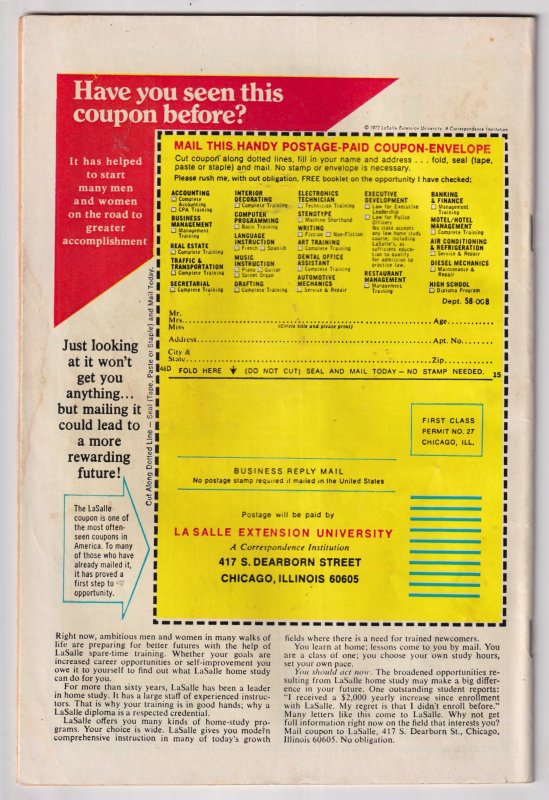 Have you seen this
coupon before?
© 1972 LaSalle Extension University, A Correspondence Institution
It has helped
to start
many men
and women
on the road to
greater
accomplishment
MAIL THIS HANDY POSTAGE-PAID COUPON-ENVELOPE
Cut coupon along dotted lines, fill in your name and address . . . fold, seal (tape,
paste or staple) and mail. No stamp or envelope is necessary.
Please rush me, with out obligation, FREE booklet on the opportunity I have checked:
ACCOUNTING
Complete
Accounting
CPA Training
BUSINESS
MANAGEMENT
Management
Training
REAL ESTATE
Complete Training
TRAFFIC &
TRANSPORTATION
Complete Training
SECRETARIAL
Complete Training
INTERIOR
DECORATING
Complete Training
COMPUTER
PROGRAMMING
Basic Training
LANGUAGE
INSTRUCTION
French Spanish
MUSIC
INSTRUCTION
Piano Guitar
Spinet Organ
DRAFTING
Complete Training
ELECTRONICS
TECHNICIAN
Technician Training
STENOTYPE
Machine Shorthand
WRITING
Fiction Non-Fiction
ART TRAINING
Complete Training
DENTAL OFFICE
ASSISTANT
Complete Training
AUTOMOTIVE
MECHANICS
Service & Repair
EXECUTIVE
DEVELOPMENT
Law for Executive
Leadership
Law for Police
Officers
No state accepts
any law home study
course, including
LaSalle's, as
sufficient educa-
tion to qualify
for admission to
practice law.
RESTAURANT
MANAGEMENT
Management
Training
BANKING
& FINANCE
Management
Training
MOTEL/HOTEL
MANAGEMENT
Complete Training
AIR CONDITIONING
& REFRIGERATION
Service & Repair
DIESEL MECHANICS
Maintenance &
Repair
HIGH SCHOOL
Diploma Program
Dept. 58-008
Mr.
Mrs. Age
Miss (Circle title and please print)
Address Apt. No.
City &
State Zip
46D FOLD HERE (DO NOT CUT) SEAL AND MAIL TODAY – NO STAMP NEEDED. 15
Cut Along Dotted Line — Seal (Tape, Paste or Staple) and Mail Today.
Just looking
at it won't
get you
anything...
but mailing it
could lead to
a more
rewarding
future!
The LaSalle
coupon is one of
the most often-
seen coupons in
America. To many
of those who have
already mailed it,
it has proved a
first step to
opportunity.
FIRST CLASS
PERMIT NO. 27
CHICAGO, ILL.
BUSINESS REPLY MAIL
No postage stamp required if mailed in the United States
Postage will be paid by
LA SALLE EXTENSION UNIVERSITY
A Correspondence Institution
417 S. DEARBORN STREET
CHICAGO, ILLINOIS 60605
Right now, ambitious men and women in many walks of
life are preparing for better futures with the help of
LaSalle spare-time training. Whether your goals are
increased career opportunities or self-improvement you
owe it to yourself to find out what LaSalle home study
can do for you.
For more than sixty years, LaSalle has been a leader
in home study. It has a large staff of experienced instruc-
tors. That is why your training is in good hands; why a
LaSalle diploma is a respected credential.
LaSalle offers you many kinds of home-study pro-
grams. Your choice is wide. LaSalle gives you modern
comprehensive instruction in many of today's growth
fields where there is a need for trained newcomers.
You learn at home; lessons come to you by mail. You
are a class of one; you choose your own study hours,
set your own pace.
You should act now. The broadened opportunities re-
sulting from LaSalle home study may make a big differ-
ence in your future. One outstanding student reports:
"I received a $2,000 yearly increase since enrollment
with LaSalle. My regret is that I didn't enroll before."
Many letters like this come to LaSalle. Why not get
full information right now on the field that interests you?
Mail coupon to LaSalle, 417 S. Dearborn St., Chicago,
Illinois 60605. No obligation.